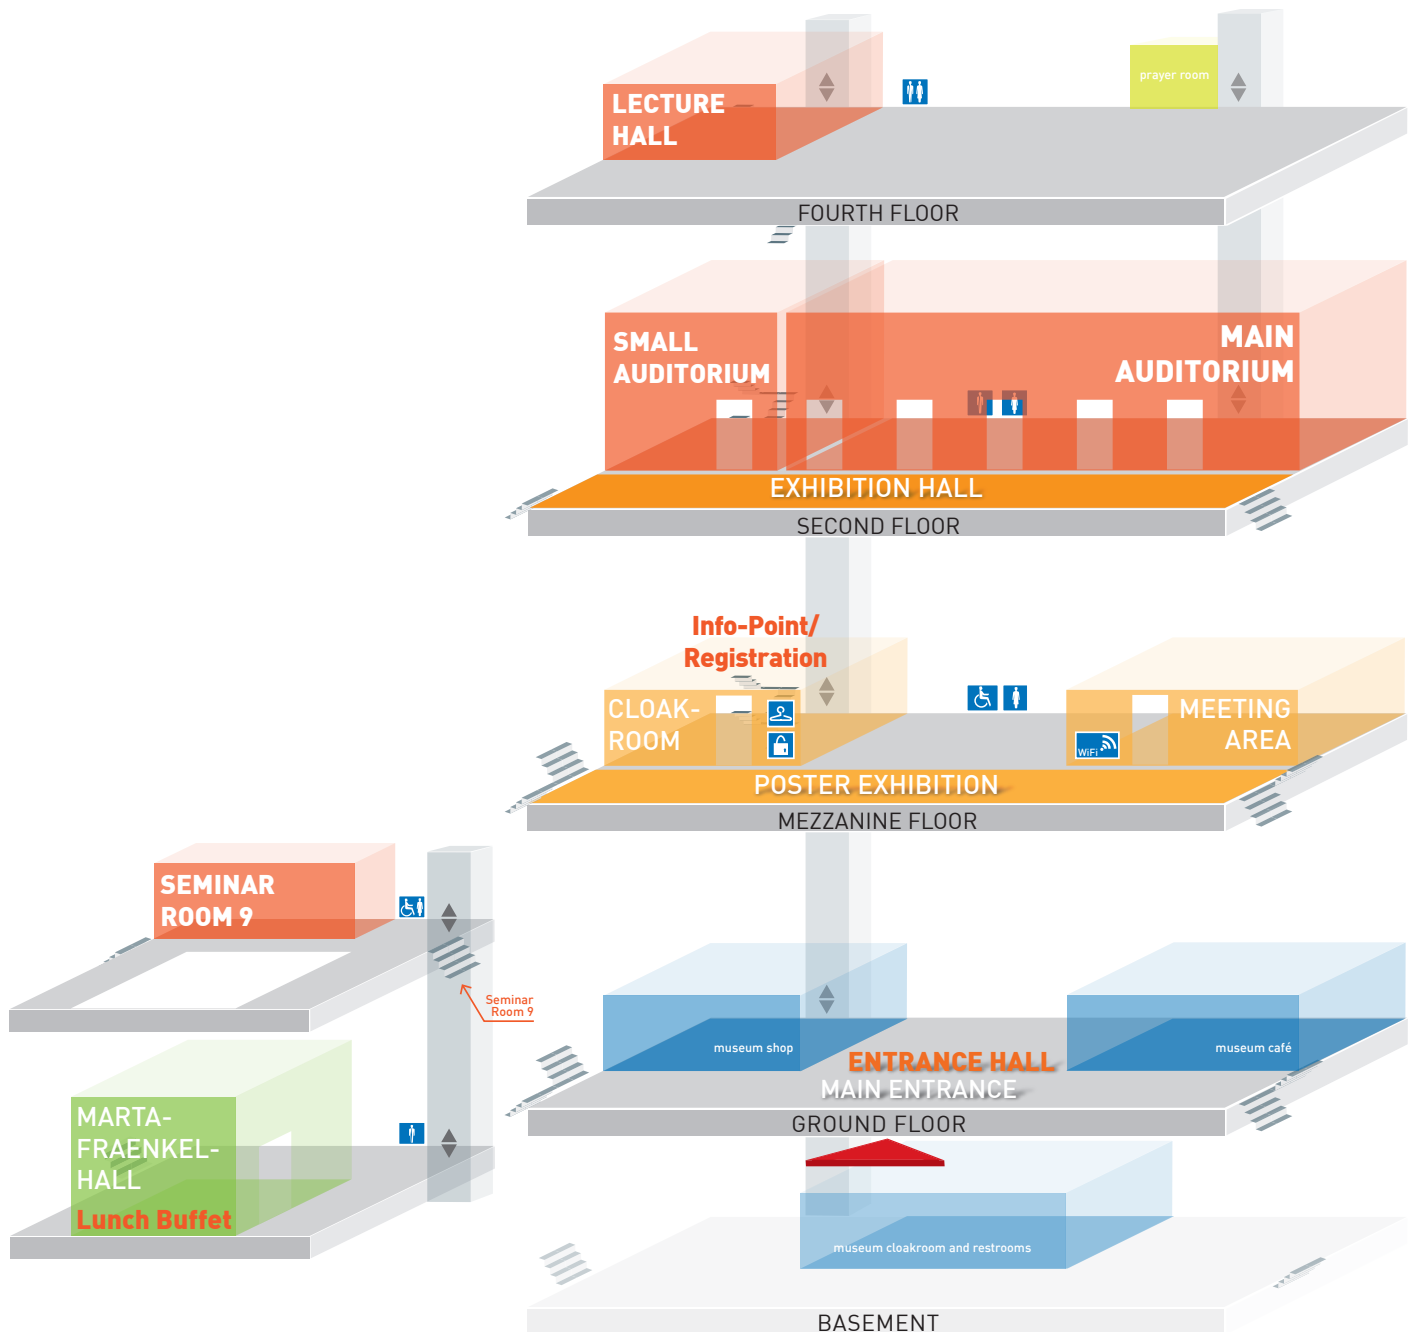 LECTURE
HALL
prayer room
FOURTH FLOOR
SMALL
AUDITORIUM
MAIN
AUDITORIUM
EXHIBITION HALL
SECOND FLOOR
Info-Point/
Registration
CLOAK-
ROOM
WiFi
MEETING
AREA
POSTER EXHIBITION
MEZZANINE FLOOR
SEMINAR
ROOM 9
Seminar
Room 9
museum shop
museum café
ENTRANCE HALL
MAIN ENTRANCE
GROUND FLOOR
MARTA-
FRAENKEL-
HALL
Lunch Buffet
museum cloakroom and restrooms
BASEMENT